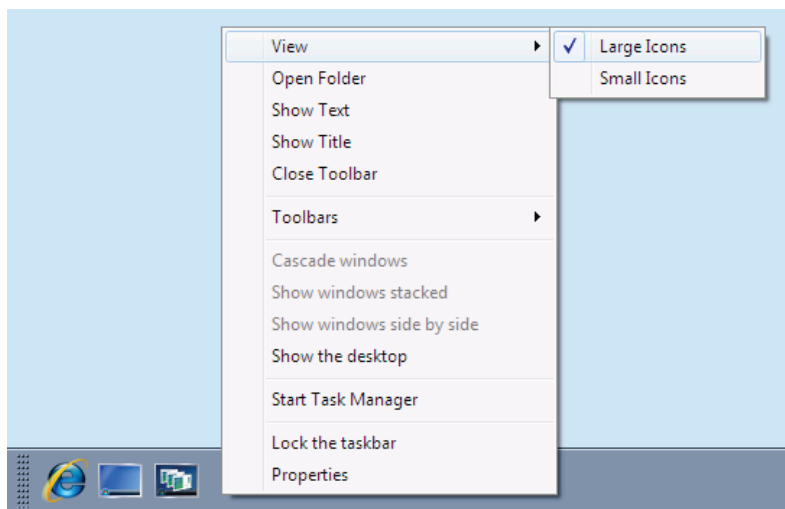 View
Large Icons
Small Icons
Open Folder
Show Text
Show Title
Close Toolbar
Toolbars
Cascade windows
Show windows stacked
Show windows side by side
Show the desktop
Start Task Manager
Lock the taskbar
Properties